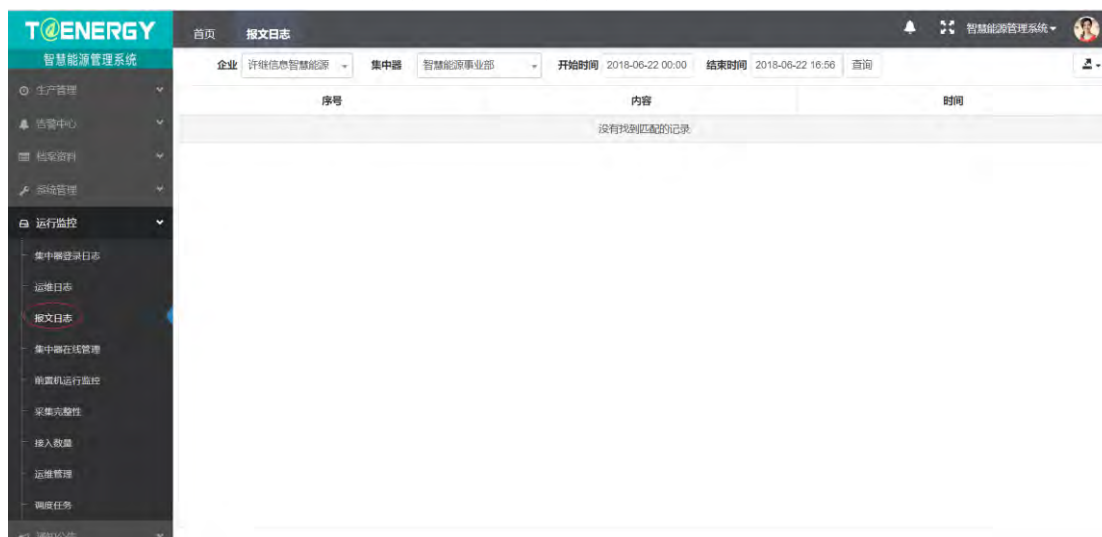 T@ENERGY
智慧能源管理系统
首页 报文日志 智慧能源管理系统
企业 许继信息智慧能源 集中器 智慧能源事业部 开始时间 2018-06-22 00:00 结束时间 2018-06-22 16:56 查询
序号 内容 时间
没有找到匹配的记录
生产管理
告警中心
档案资料
系统管理
运行监控
集中器登录日志
运维日志
报文日志
集中器在线管理
前置机运行监控
采集完整性
接入数量
运维管理
调度任务
通知公告